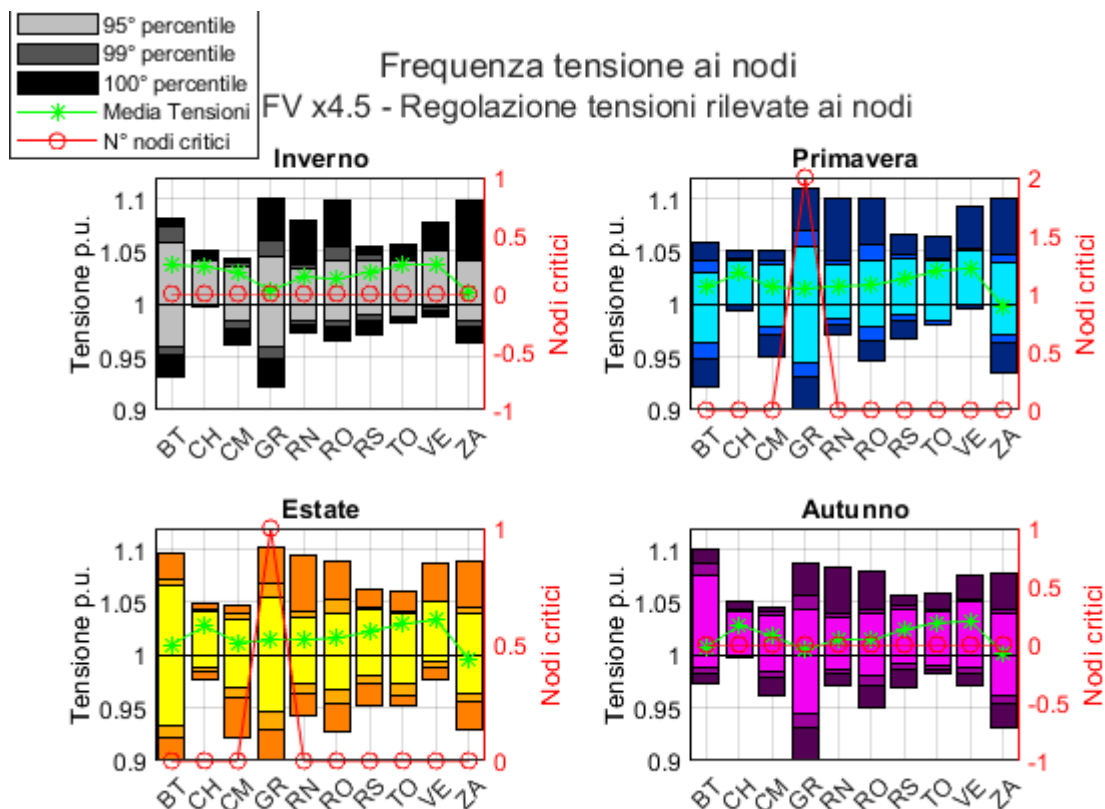 95° percentile
99° percentile
100° percentile
Media Tensioni
N° nodi critici
Frequenza tensione ai nodi
FV x4.5 - Regolazione tensioni rilevate ai nodi
Inverno
Tensione p.u.
1.1
1.05
1
0.95
0.9
BT CH CM GR RN RO RS TO VE ZA
1
0.5
0
-0.5
-1
Nodi critici
Primavera
Tensione p.u.
1.1
1.05
1
0.95
0.9
BT CH CM GR RN RO RS TO VE ZA
2
1.5
1
0.5
0
Nodi critici
Estate
Tensione p.u.
1.1
1.05
1
0.95
0.9
BT CH CM GR RN RO RS TO VE ZA
1
0.5
0
Nodi critici
Autunno
Tensione p.u.
1.1
1.05
1
0.95
0.9
BT CH CM GR RN RO RS TO VE ZA
1
0.5
0
-0.5
-1
Nodi critici